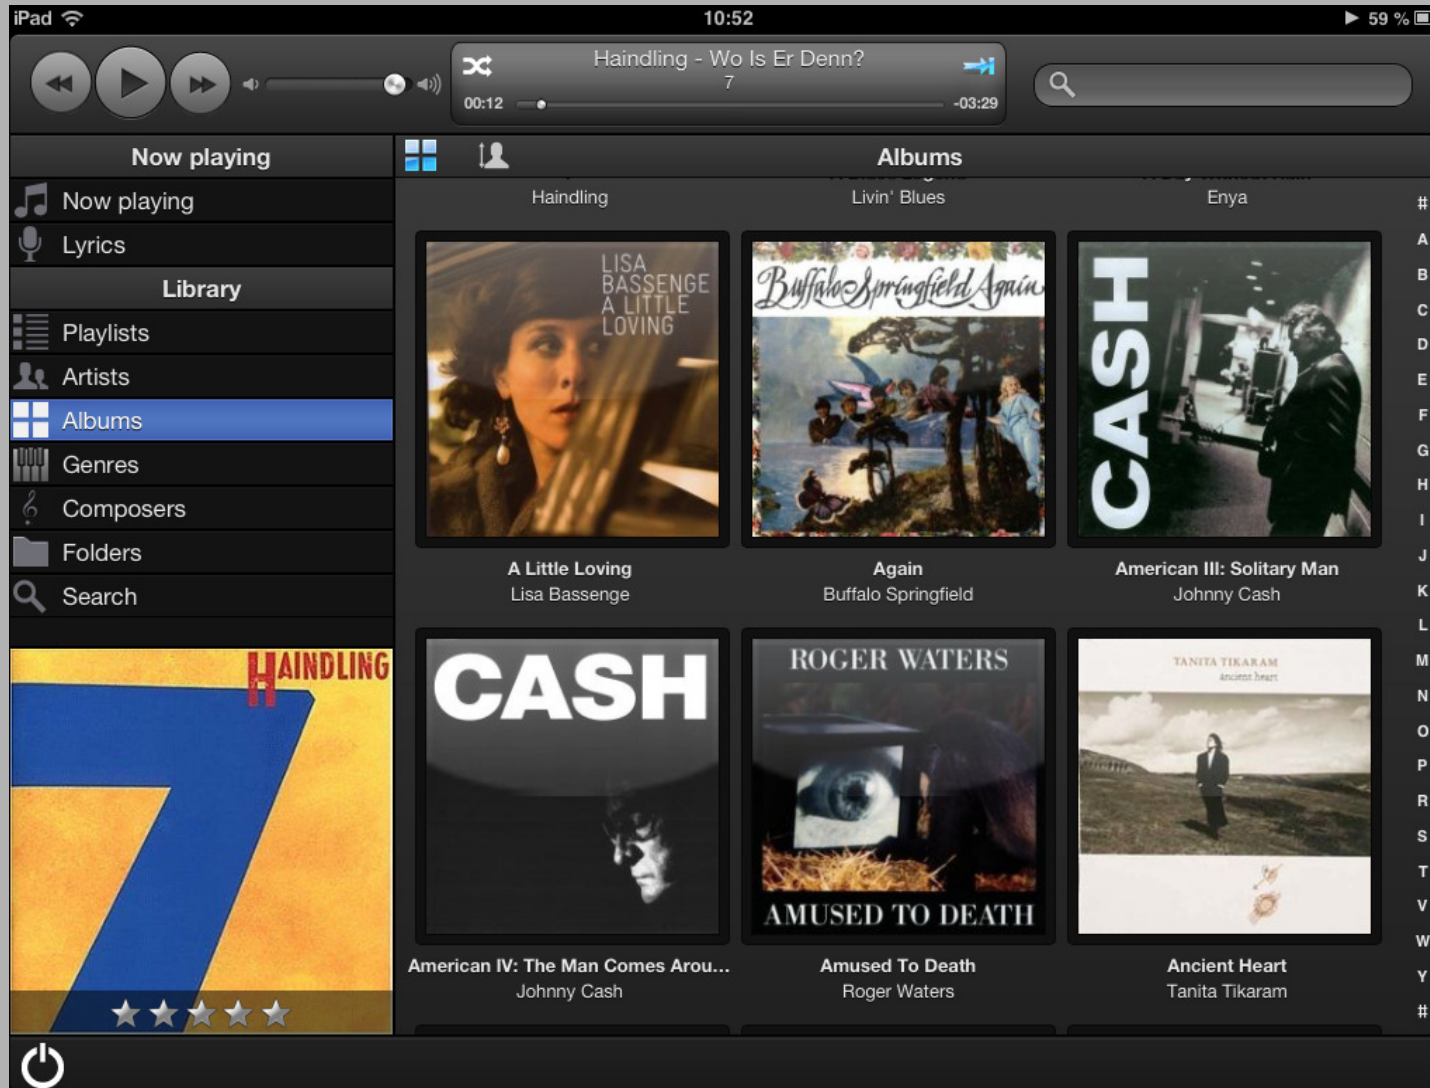 iPad
10:52
59 %
Haindling - Wo Is Er Denn?
7
00:12
-03:29
Now playing
Albums
Now playing
Lyrics
Library
Playlists
Artists
Albums
Genres
Composers
Folders
Search
HAINDLING
7
Haindling
Livin' Blues
Enya
LISA
BASSENGE
A LITTLE
LOVING
Buffalo Springfield Again
CASH
A Little Loving
Again
American III: Solitary Man
Lisa Bassenge
Buffalo Springfield
Johnny Cash
CASH
ROGER WATERS
AMUSED TO DEATH
TANITA TIKARAM
ancient heart
American IV: The Man Comes Arou...
Amused To Death
Ancient Heart
Johnny Cash
Roger Waters
Tanita Tikaram
#
A
B
C
D
E
F
G
H
I
J
K
L
M
N
O
P
R
S
T
V
W
Y
#